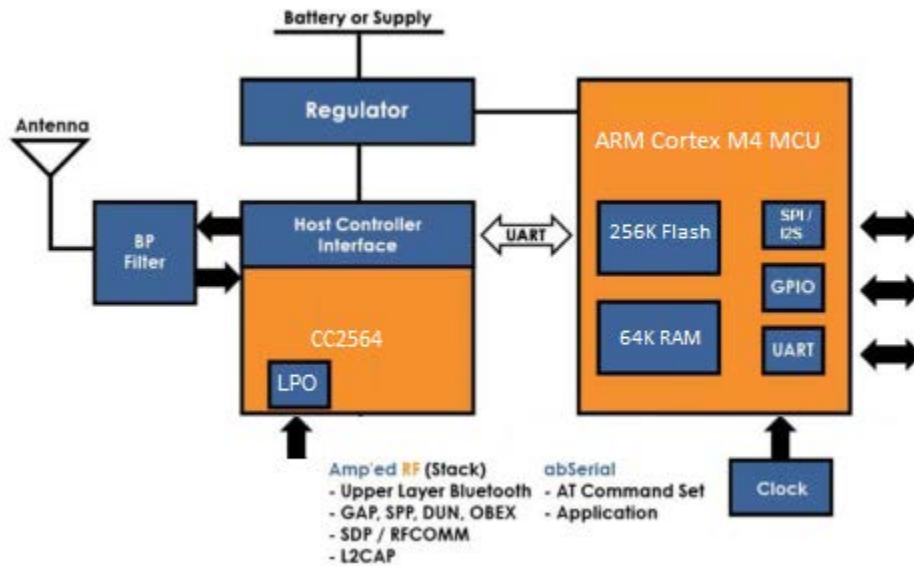 Battery or Supply
Regulator
Antenna
ARM Cortex M4 MCU
BP
Filter
Host Controller
Interface
UART
256K Flash
SPI /
I2S
GPIO
CC2564
64K RAM
UART
LPO
Amp'ed RF (Stack)
- Upper Layer Bluetooth
- GAP, SPP, DUN, OBEX
- SDP / RFCOMM
- L2CAP
abSerial
- AT Command Set
- Application
Clock